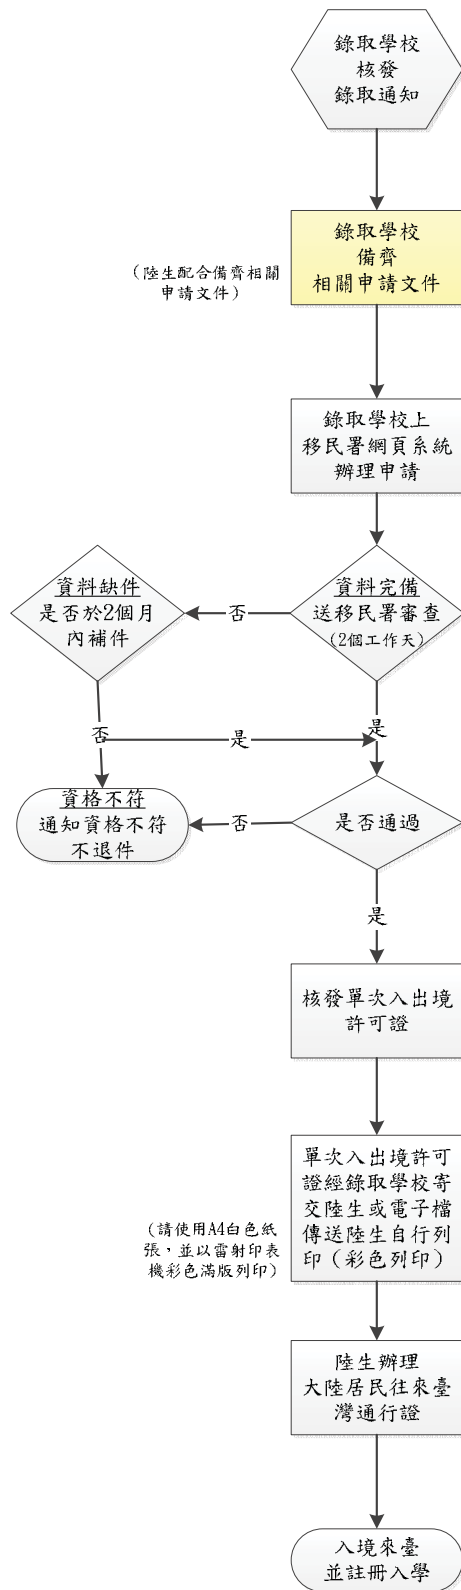 錄取學校
核發
錄取通知
錄取學校
備齊
相關申請文件
(陸生配合備齊相關
申請文件)
錄取學校上
移民署網頁系統
辦理申請
資料完備
送移民署審查
(2個工作天)
否
資料缺件
是否於2個月
內補件
是
否
是
資格不符
通知資格不符
不退件
否
是否通過
是
核發單次入出境
許可證
單次入出境許可
證經錄取學校寄
交陸生或電子檔
傳送陸生自行列
印（彩色列印）
(請使用A4白色紙
張，並以雷射印表
機彩色滿版列印)
陸生辦理
大陸居民往來臺
灣通行證
入境來臺
並註冊入學